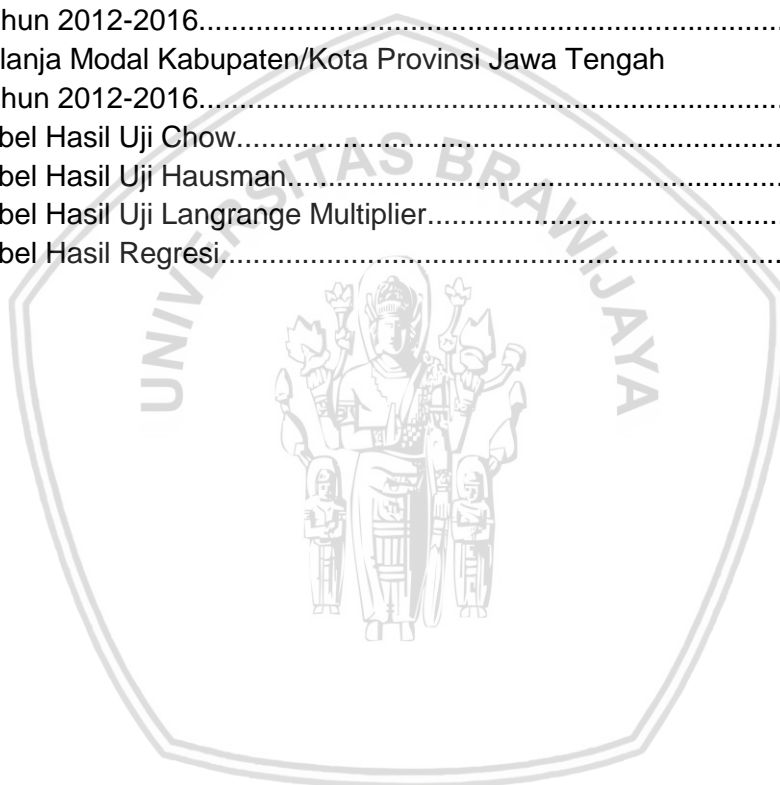 hun 2012-2016....................................................................................
lanja Modal Kabupaten/Kota Provinsi Jawa Tengah
hun 2012-2016....................................................................................
bel Hasil Uji Chow................................................................................
bel Hasil Uji Hausman.........................................................................
bel Hasil Uji Langrange Multiplier....................................................
bel Hasil Regresi..................................................................................
UNIVERSITAS BRAWIJAYA